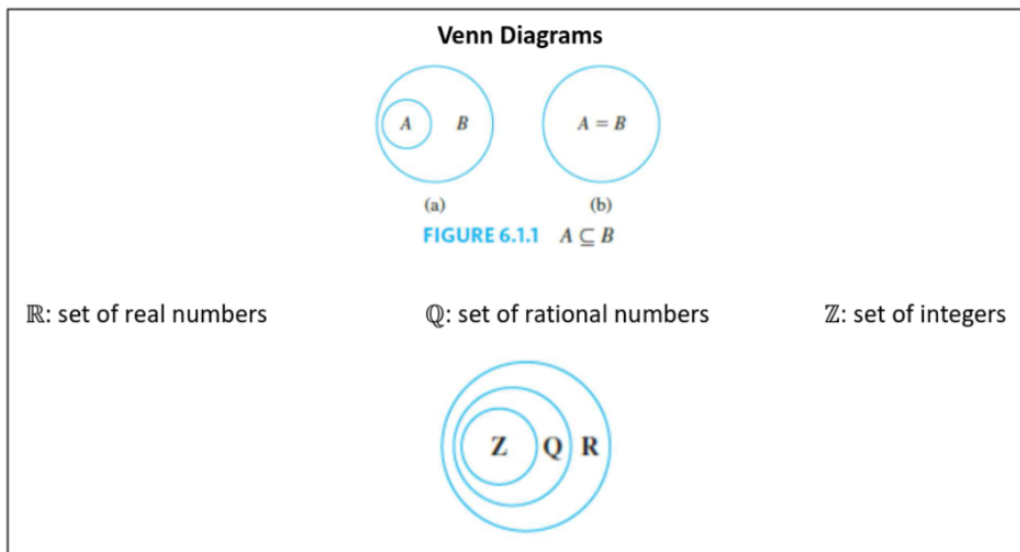 Venn Diagrams
A B A = B
(a) (b)
FIGURE 6.1.1 A ⊆ B
ℝ: set of real numbers ℚ: set of rational numbers ℤ: set of integers
Z Q R